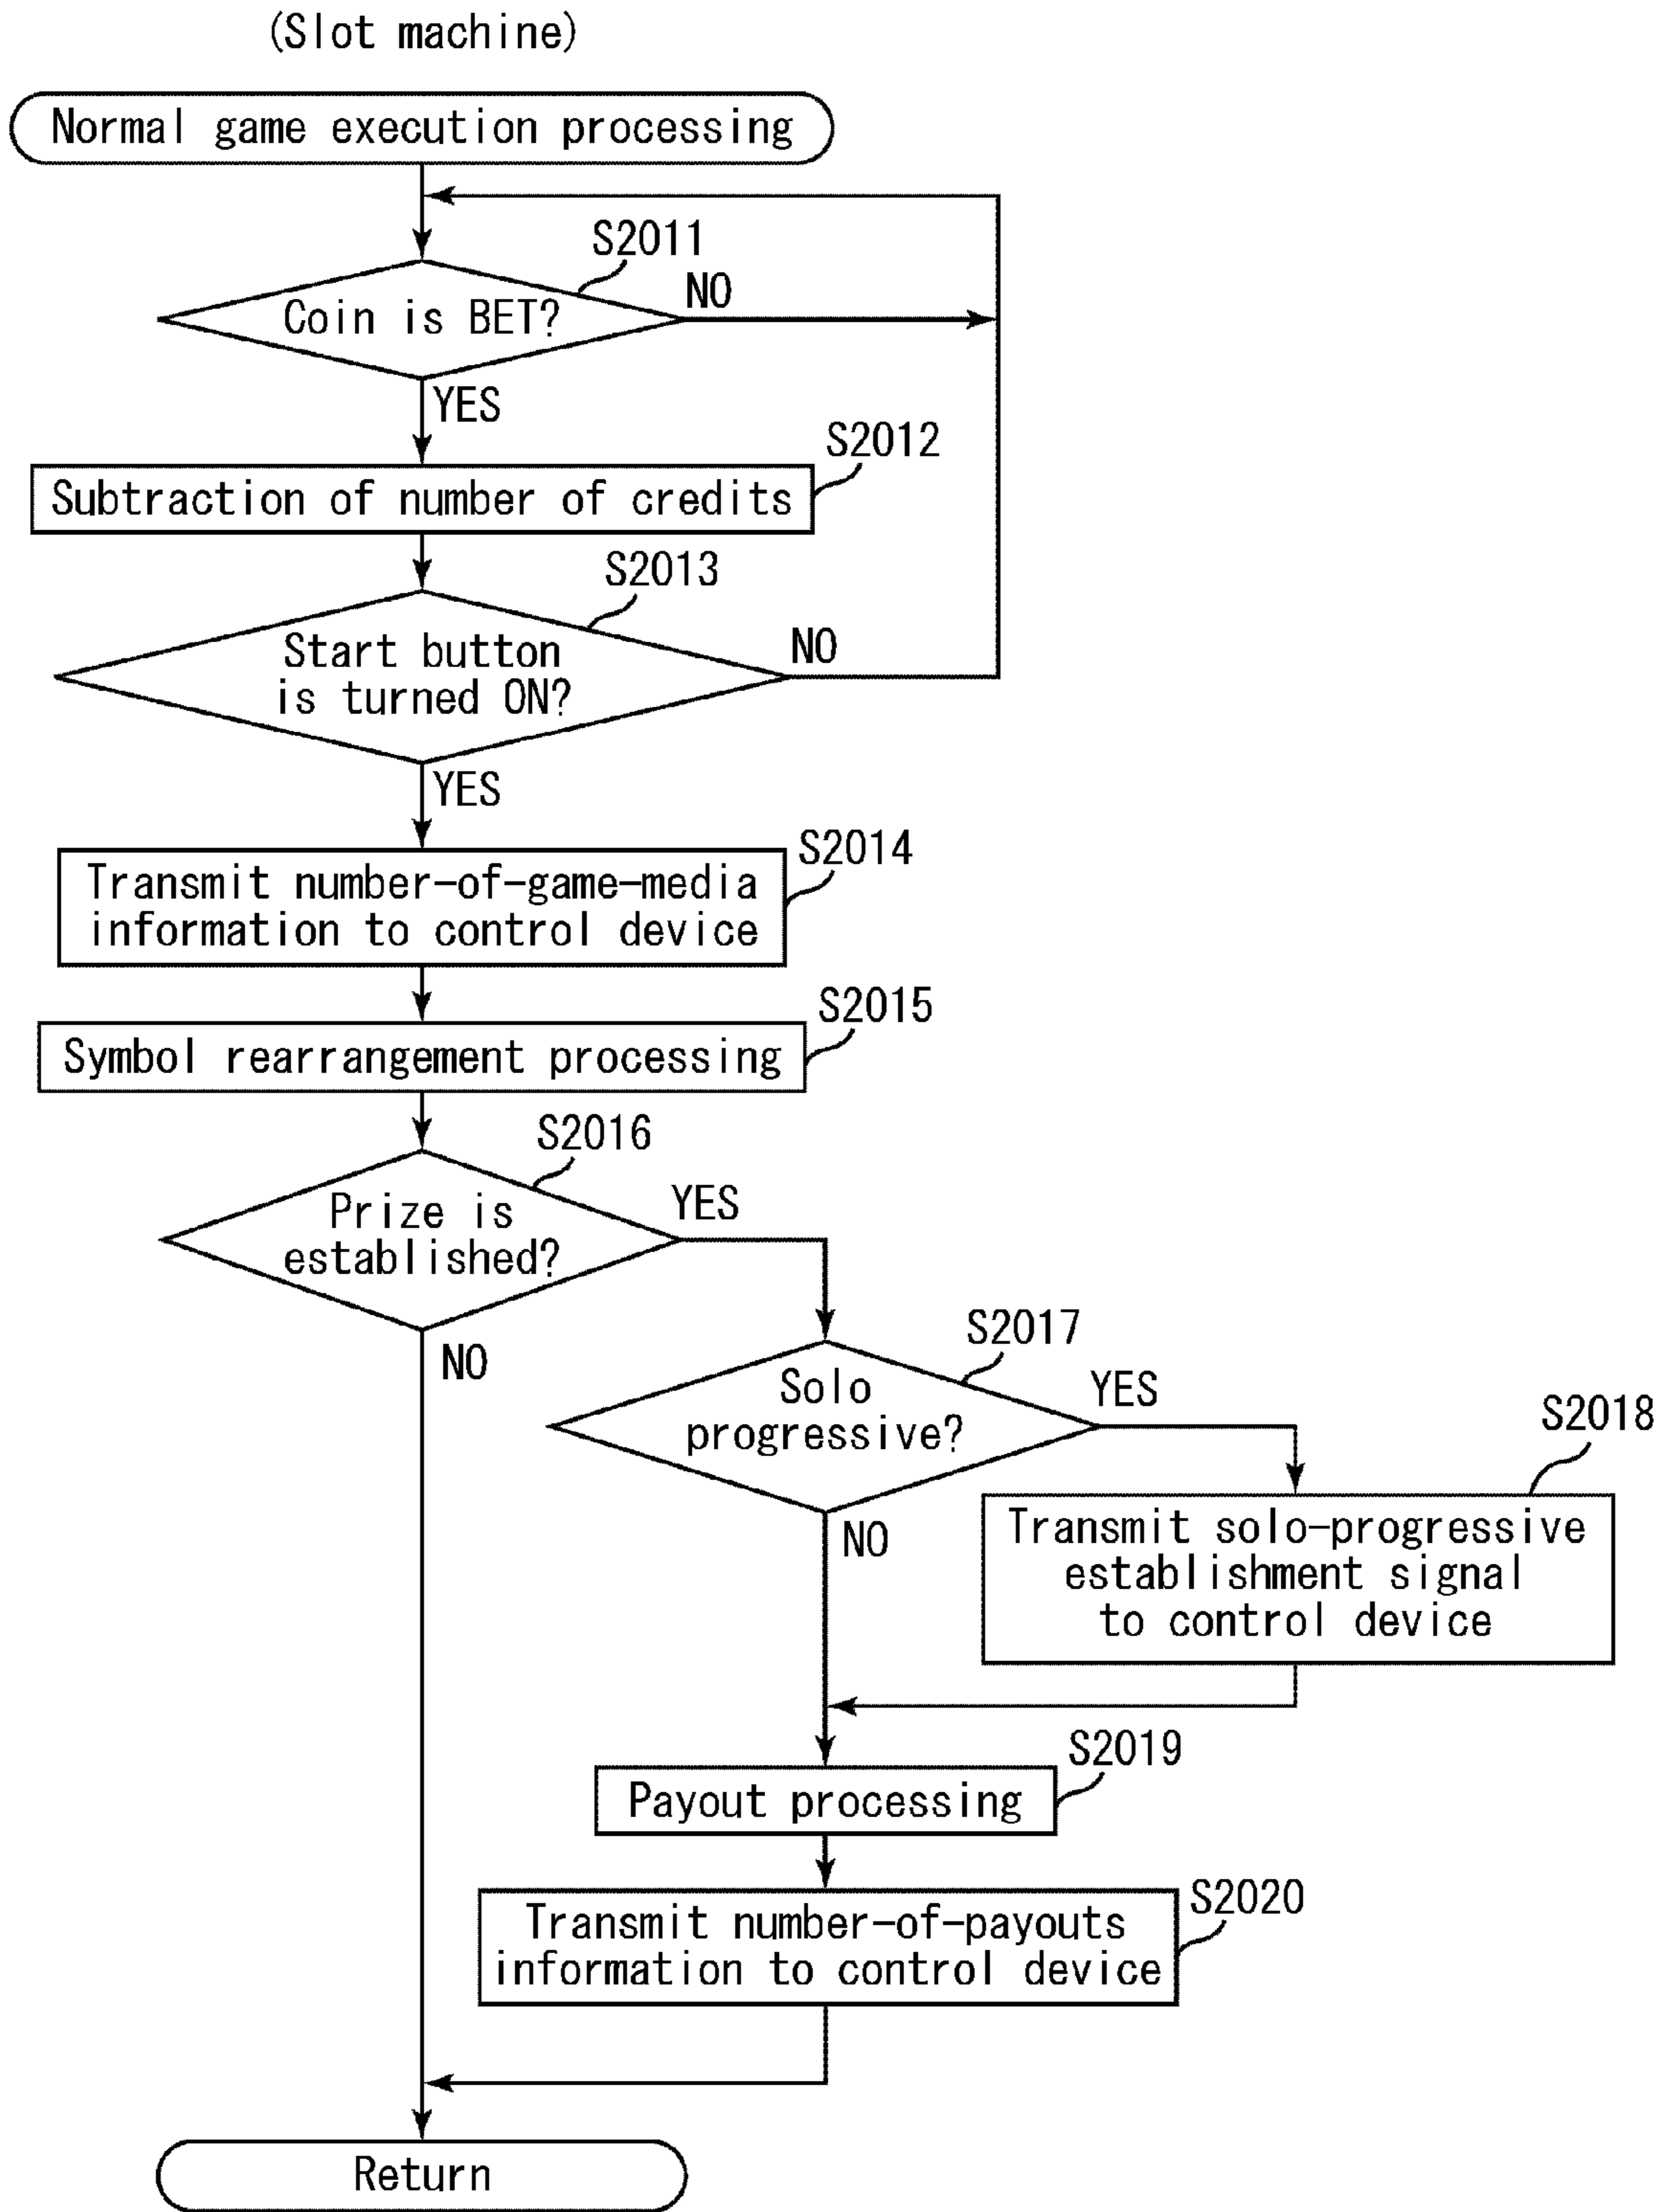 (Slot machine)
Normal game execution processing
S2011
Coin is BET?
NO
YES
S2012
Subtraction of number of credits
S2013
Start button
is turned ON?
NO
YES
S2014
Transmit number-of-game-media
information to control device
S2015
Symbol rearrangement processing
S2016
Prize is
established?
YES
NO
S2017
Solo
progressive?
YES
NO
S2018
Transmit solo-progressive
establishment signal
to control device
S2019
Payout processing
S2020
Transmit number-of-payouts
information to control device
Return